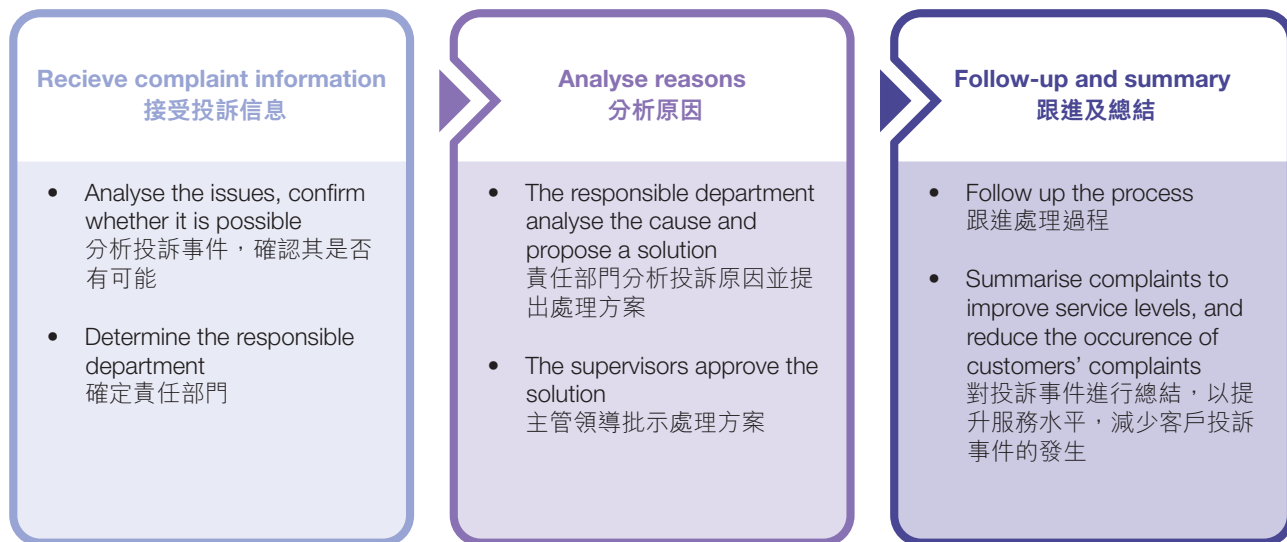 Recieve complaint information
接受投訴信息
• Analyse the issues, confirm
whether it is possible
分析投訴事件，確認其是否
有可能
• Determine the responsible
department
確定責任部門
Analyse reasons
分析原因
• The responsible department
analyse the cause and
propose a solution
責任部門分析投訴原因並提
出處理方案
• The supervisors approve the
solution
主管領導批示處理方案
Follow-up and summary
跟進及總結
• Follow up the process
跟進處理過程
• Summarise complaints to
improve service levels, and
reduce the occurence of
customers’ complaints
對投訴事件進行總結，以提
升服務水平，減少客戶投訴
事件的發生